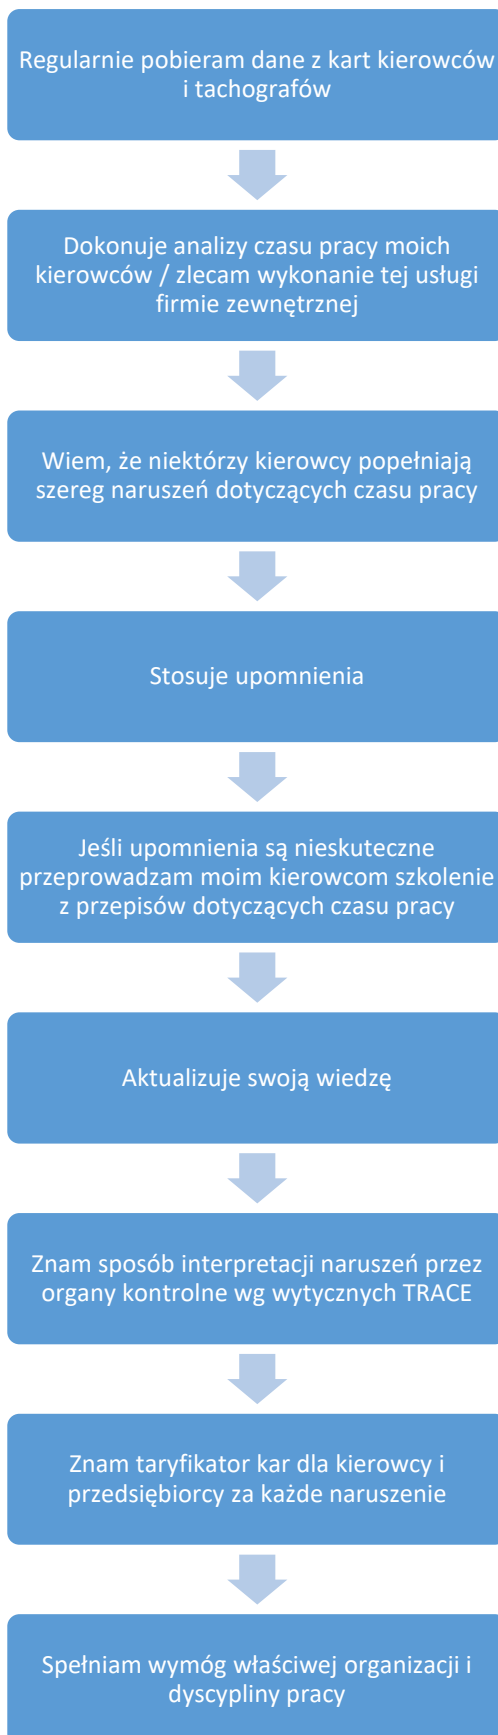 Regularnie pobieram dane z kart kierowców
i tachografów
Dokonuje analizy czasu pracy moich
kierowców / zlecam wykonanie tej usługi
firmie zewnętrznej
Wiem, że niektórzy kierowcy popełniają
szereg naruszeń dotyczących czasu pracy
Stosuje upomnienia
Jeśli upomnienia są nieskuteczne
przeprowadzam moim kierowcom szkolenie
z przepisów dotyczących czasu pracy
Aktualizuje swoją wiedzę
Znam sposób interpretacji naruszeń przez
organy kontrolne wg wytycznych TRACE
Znam taryfikator kar dla kierowcy i
przedsiębiorcy za każde naruszenie
Spełniam wymóg właściwej organizacji i
dyscypliny pracy